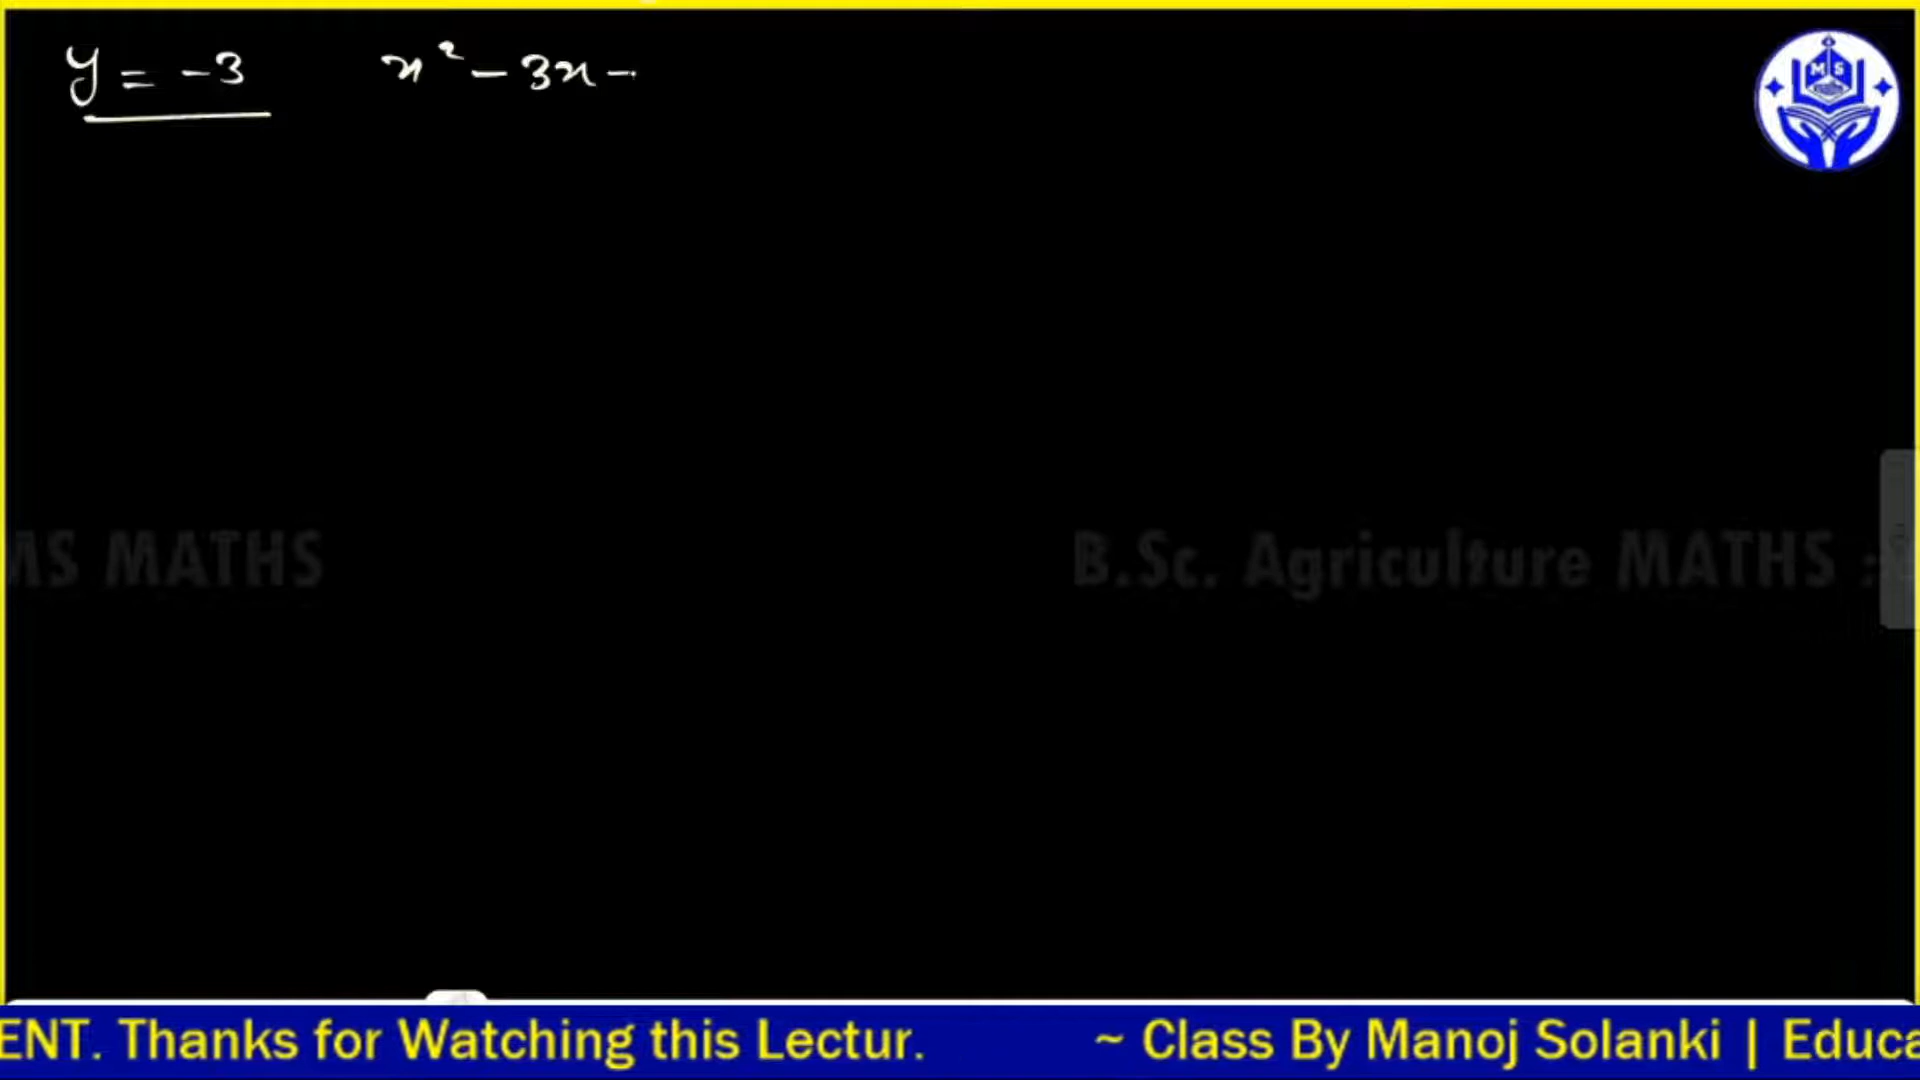 y = -3 x² - 3x -
M S
MS MATHS B.Sc. Agriculture MATHS :
ENT. Thanks for Watching this Lectur. ~ Class By Manoj Solanki | Educa